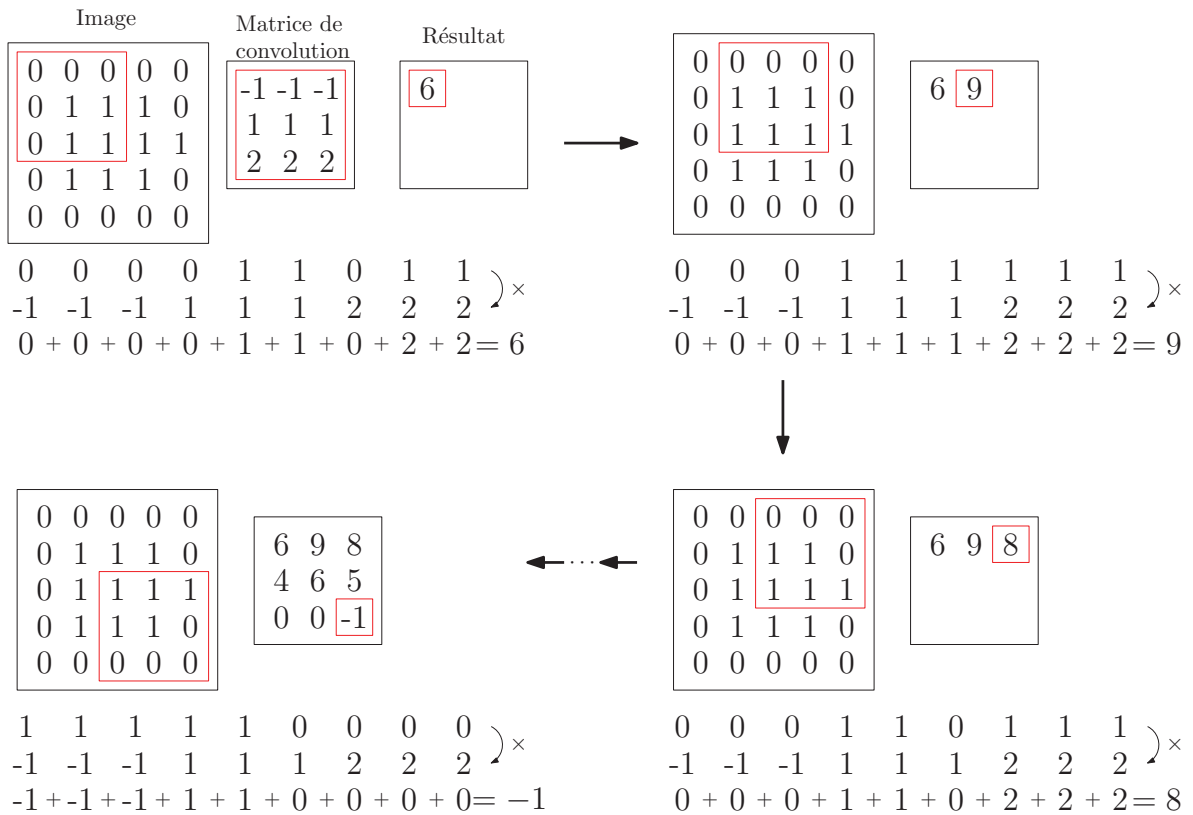 Image
Matrice de
convolution
Résultat
0 0 0 0 0
0 1 1 1 0
0 1 1 1 1
0 1 1 1 0
0 0 0 0 0
-1 -1 -1
1 1 1
2 2 2
6
0 0 0 0 1 1 0 1 1
-1 -1 -1 1 1 1 2 2 2 ×
0 + 0 + 0 + 0 + 1 + 1 + 0 + 2 + 2 = 6
0 0 0 0 0
0 1 1 1 0
0 1 1 1 1
0 1 1 1 0
0 0 0 0 0
6 9
0 0 0 1 1 1 1 1 1
-1 -1 -1 1 1 1 2 2 2 ×
0 + 0 + 0 + 1 + 1 + 1 + 2 + 2 + 2 = 9
0 0 0 0 0
0 1 1 1 0
0 1 1 1 1
0 1 1 1 0
0 0 0 0 0
6 9 8
0 0 0 1 1 0 1 1 1
-1 -1 -1 1 1 1 2 2 2 ×
0 + 0 + 0 + 1 + 1 + 0 + 2 + 2 + 2 = 8
...
0 0 0 0 0
0 1 1 1 0
0 1 1 1 1
0 1 1 1 0
0 0 0 0 0
6 9 8
4 6 5
0 0 -1
1 1 1 1 1 0 0 0 0
-1 -1 -1 1 1 1 2 2 2 ×
-1 + -1 + -1 + 1 + 1 + 0 + 0 + 0 + 0 = −1